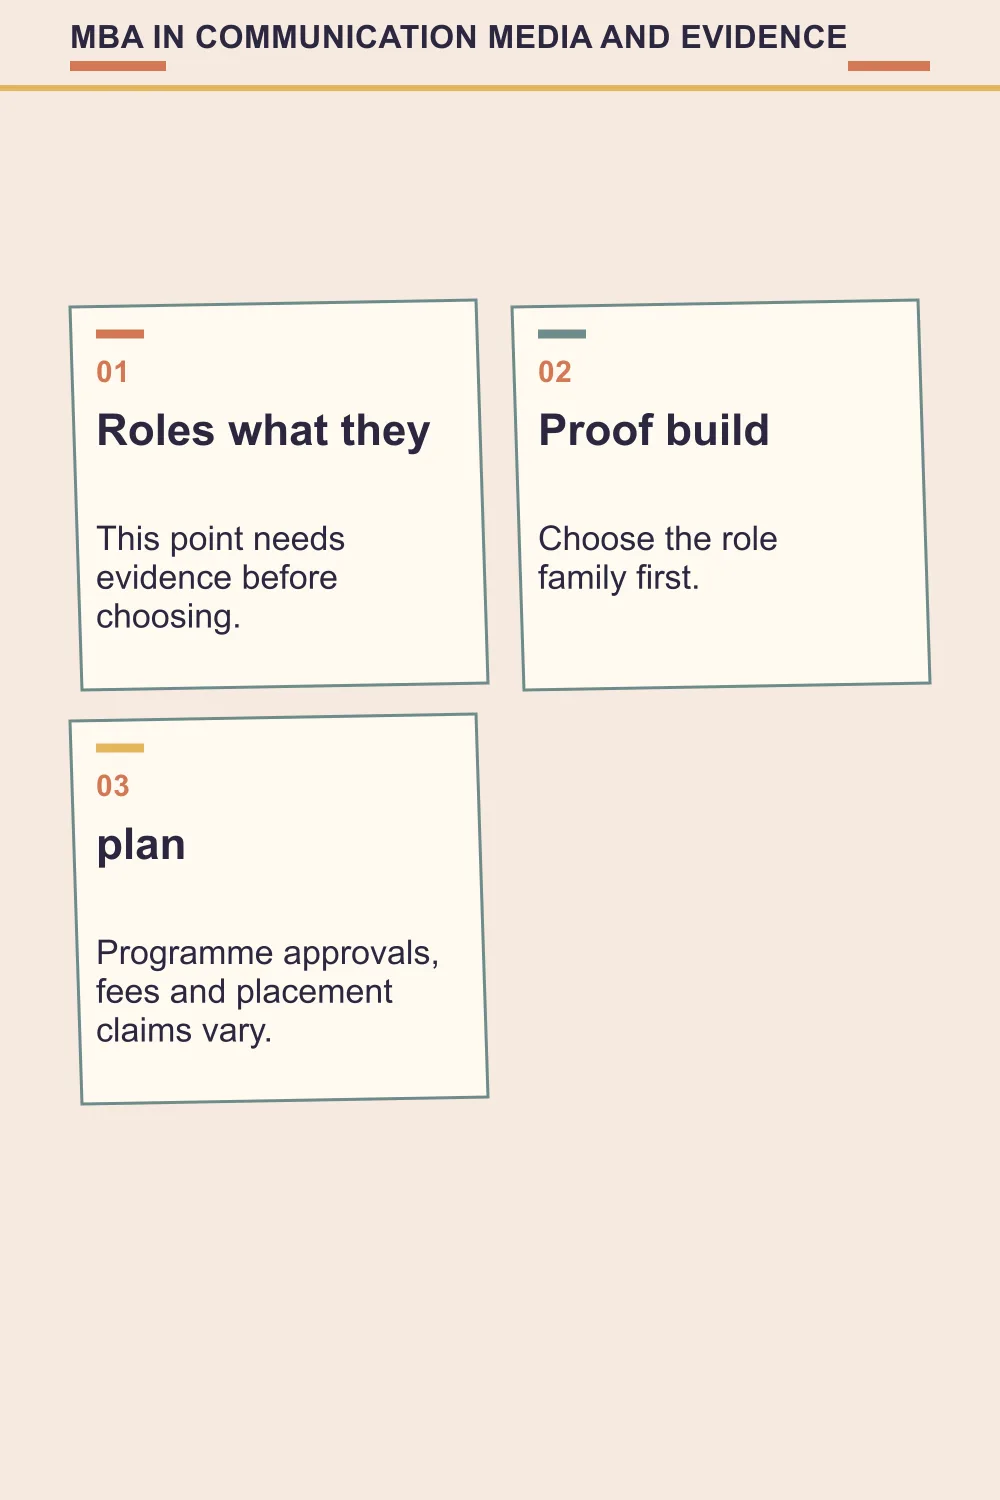 MBA IN COMMUNICATION MEDIA AND EVIDENCE
01
Roles what they
This point needs
evidence before
choosing.
02
Proof build
Choose the role
family first.
03
plan
Programme approvals,
fees and placement
claims vary.